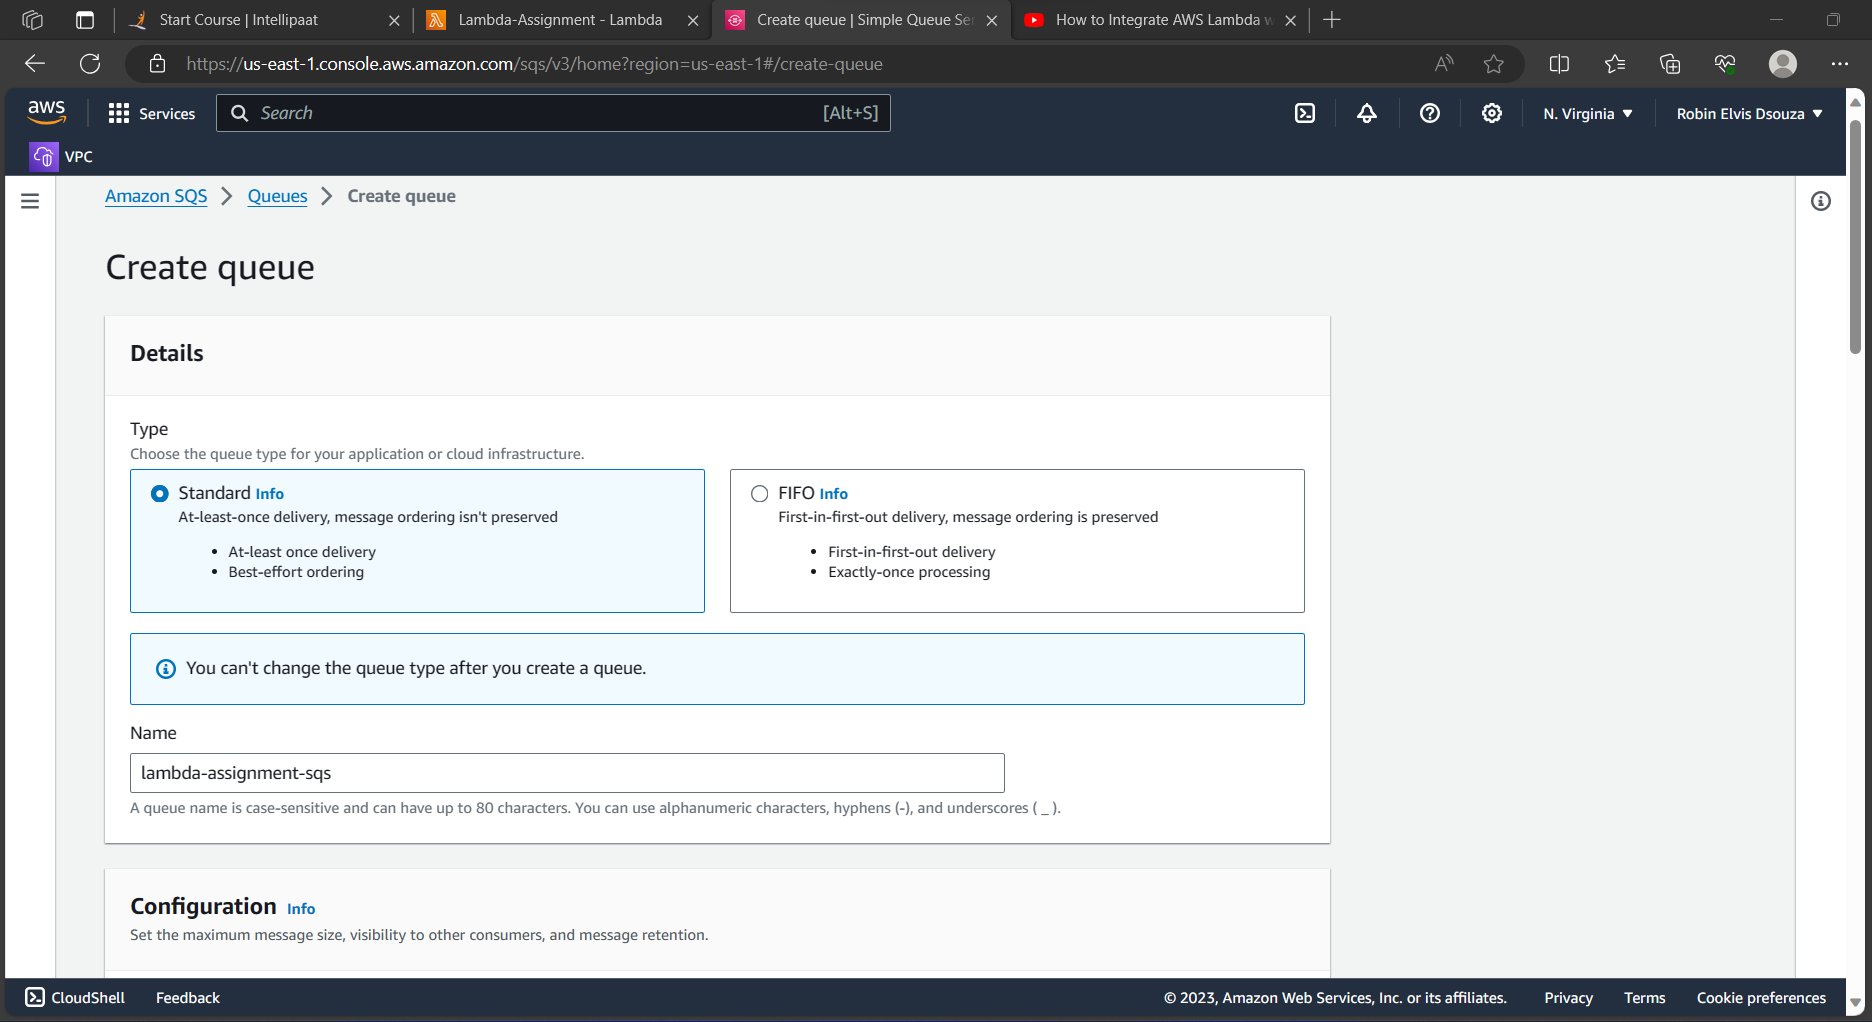 Start Course | Intellipaat
Lambda-Assignment - Lambda
Create queue | Simple Queue Ser
How to Integrate AWS Lambda w
https://us-east-1.console.aws.amazon.com/sqs/v3/home?region=us-east-1#/create-queue
aws
Services
Search
[Alt+S]
N. Virginia
Robin Elvis Dsouza
VPC
Amazon SQS
Queues
Create queue
Create queue
Details
Type
Choose the queue type for your application or cloud infrastructure.
Standard Info
At-least-once delivery, message ordering isn't preserved
• At-least once delivery
• Best-effort ordering
FIFO Info
First-in-first-out delivery, message ordering is preserved
• First-in-first-out delivery
• Exactly-once processing
You can't change the queue type after you create a queue.
Name
lambda-assignment-sqs
A queue name is case-sensitive and can have up to 80 characters. You can use alphanumeric characters, hyphens (-), and underscores ( _ ).
Configuration Info
Set the maximum message size, visibility to other consumers, and message retention.
CloudShell
Feedback
© 2023, Amazon Web Services, Inc. or its affiliates.
Privacy
Terms
Cookie preferences